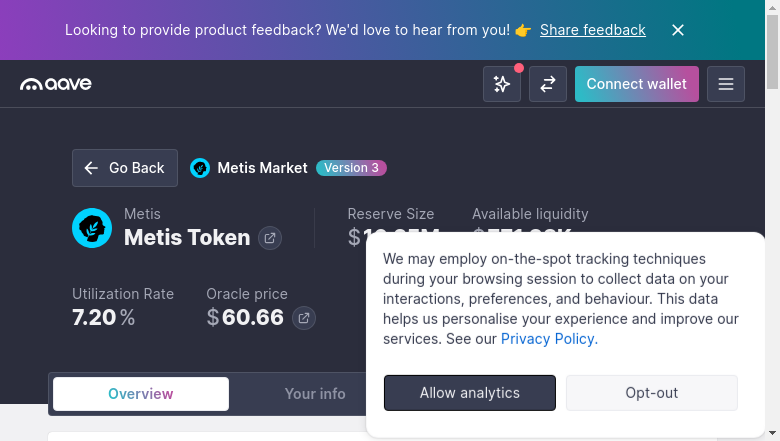 Looking to provide product feedback? We'd love to hear from you! 👉 Share feedback
aave
Connect wallet
Go Back
Metis Market
Version 3
Metis
Metis Token
Reserve Size
Available liquidity
$
$
Utilization Rate
7.20 %
Oracle price
$ 60.66
Overview
Your info
We may employ on-the-spot tracking techniques
during your browsing session to collect data on your
interactions, preferences, and behaviour. This data
helps us personalise your experience and improve our
services. See our Privacy Policy.
Allow analytics
Opt-out